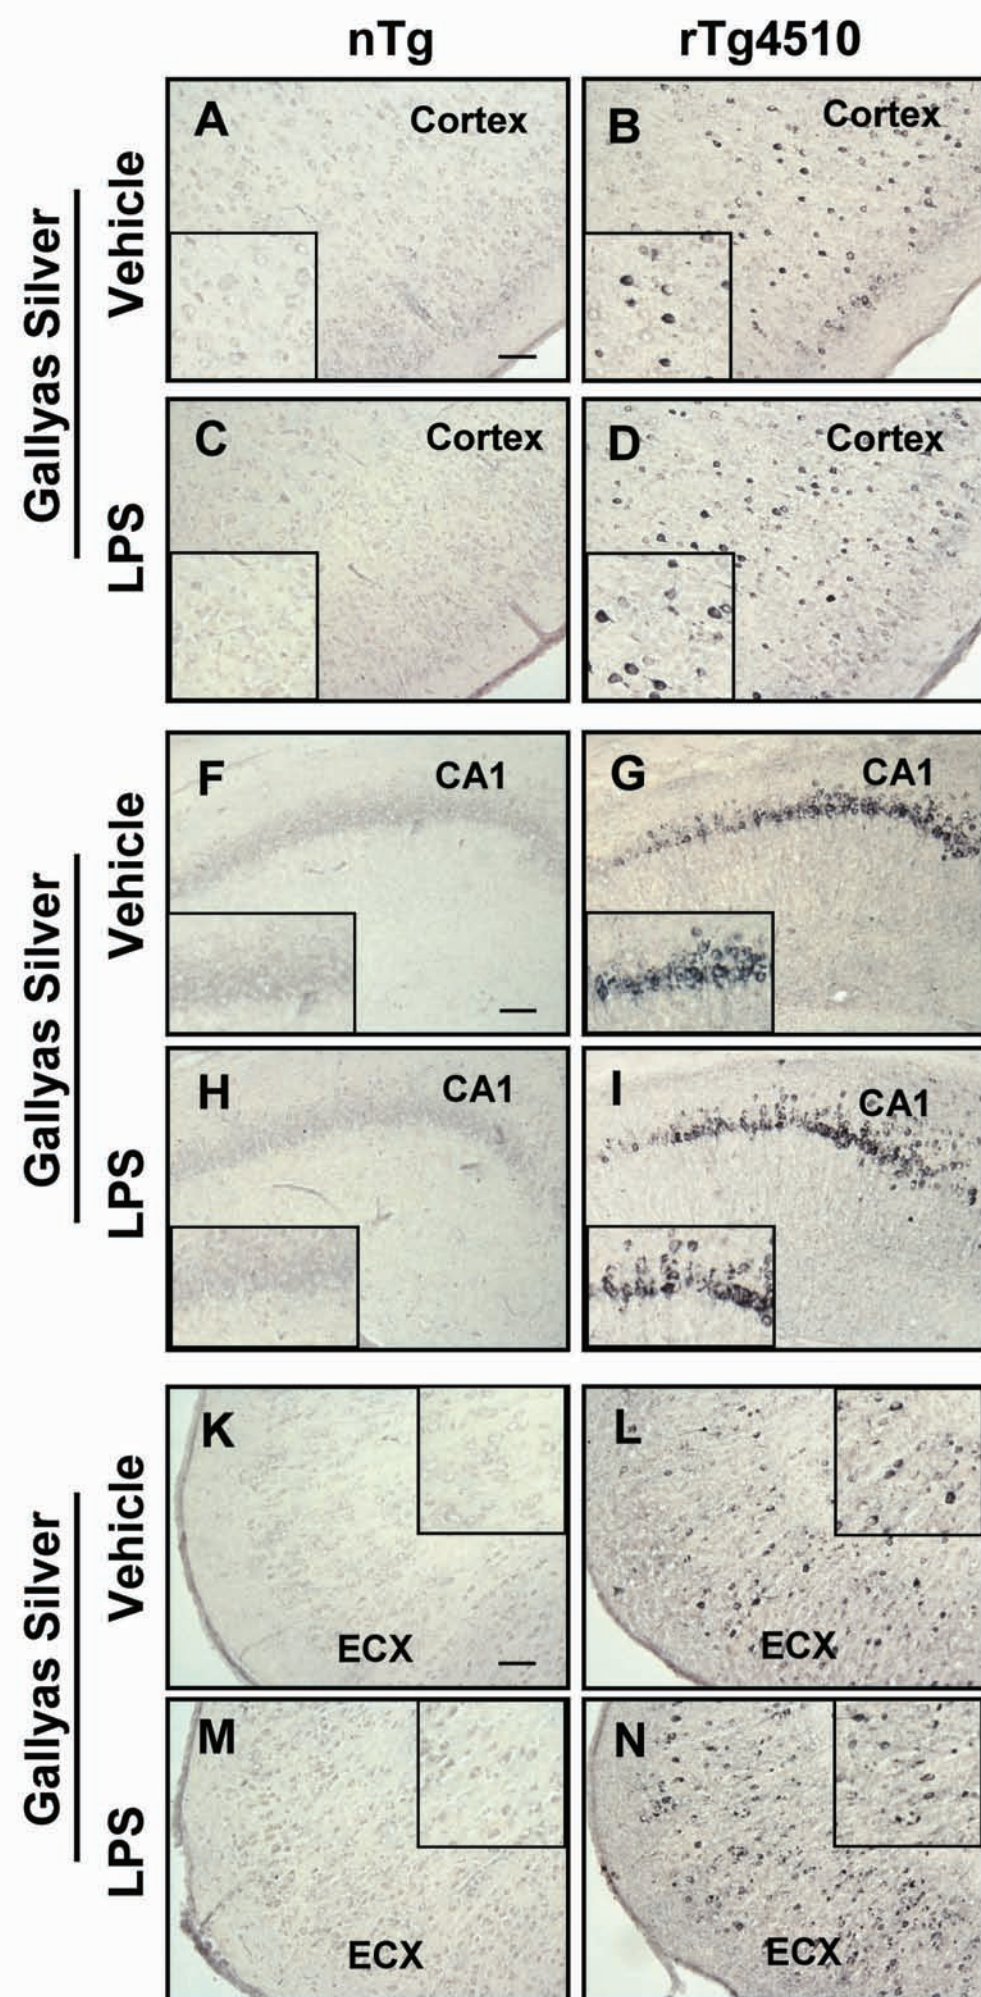 nTg rTg4510
Gallyas Silver
Vehicle
A Cortex
B Cortex
LPS
C Cortex
D Cortex
Gallyas Silver
Vehicle
F CA1
G CA1
LPS
H CA1
I CA1
Gallyas Silver
Vehicle
K ECX
L ECX
LPS
M ECX
N ECX